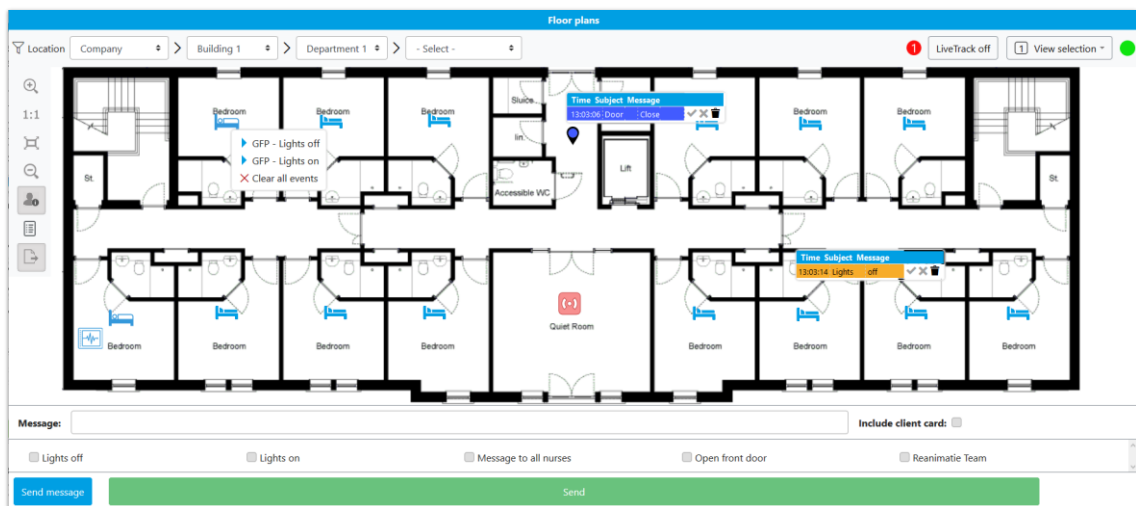 Floor plans
Location Company Building 1 Department 1 - Select - 1 LiveTrack off 1 View selection
1:1
Bedroom Bedroom Bedroom Sluice Bedroom Bedroom Bedroom
Time Subject Message
13:03:06 Door Close
lin.
GFP - Lights off
GFP - Lights on
Clear all events
St. Accessible WC Lift St.
Time Subject Message
13:03:14 Lights off
Quiet Room
Bedroom Bedroom Bedroom Bedroom Bedroom Bedroom Bedroom Bedroom
Message: Include client card:
Lights off Lights on Message to all nurses Open front door Reanimatie Team
Send message Send